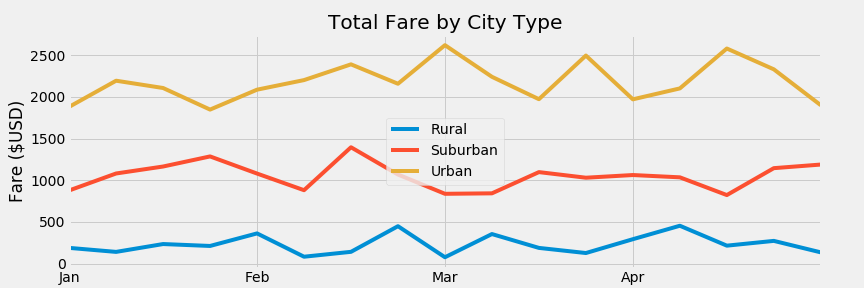 Total Fare by City Type
Fare ($USD)
2500
2000
1500
1000
500
0
Rural
Suburban
Urban
Jan Feb Mar Apr